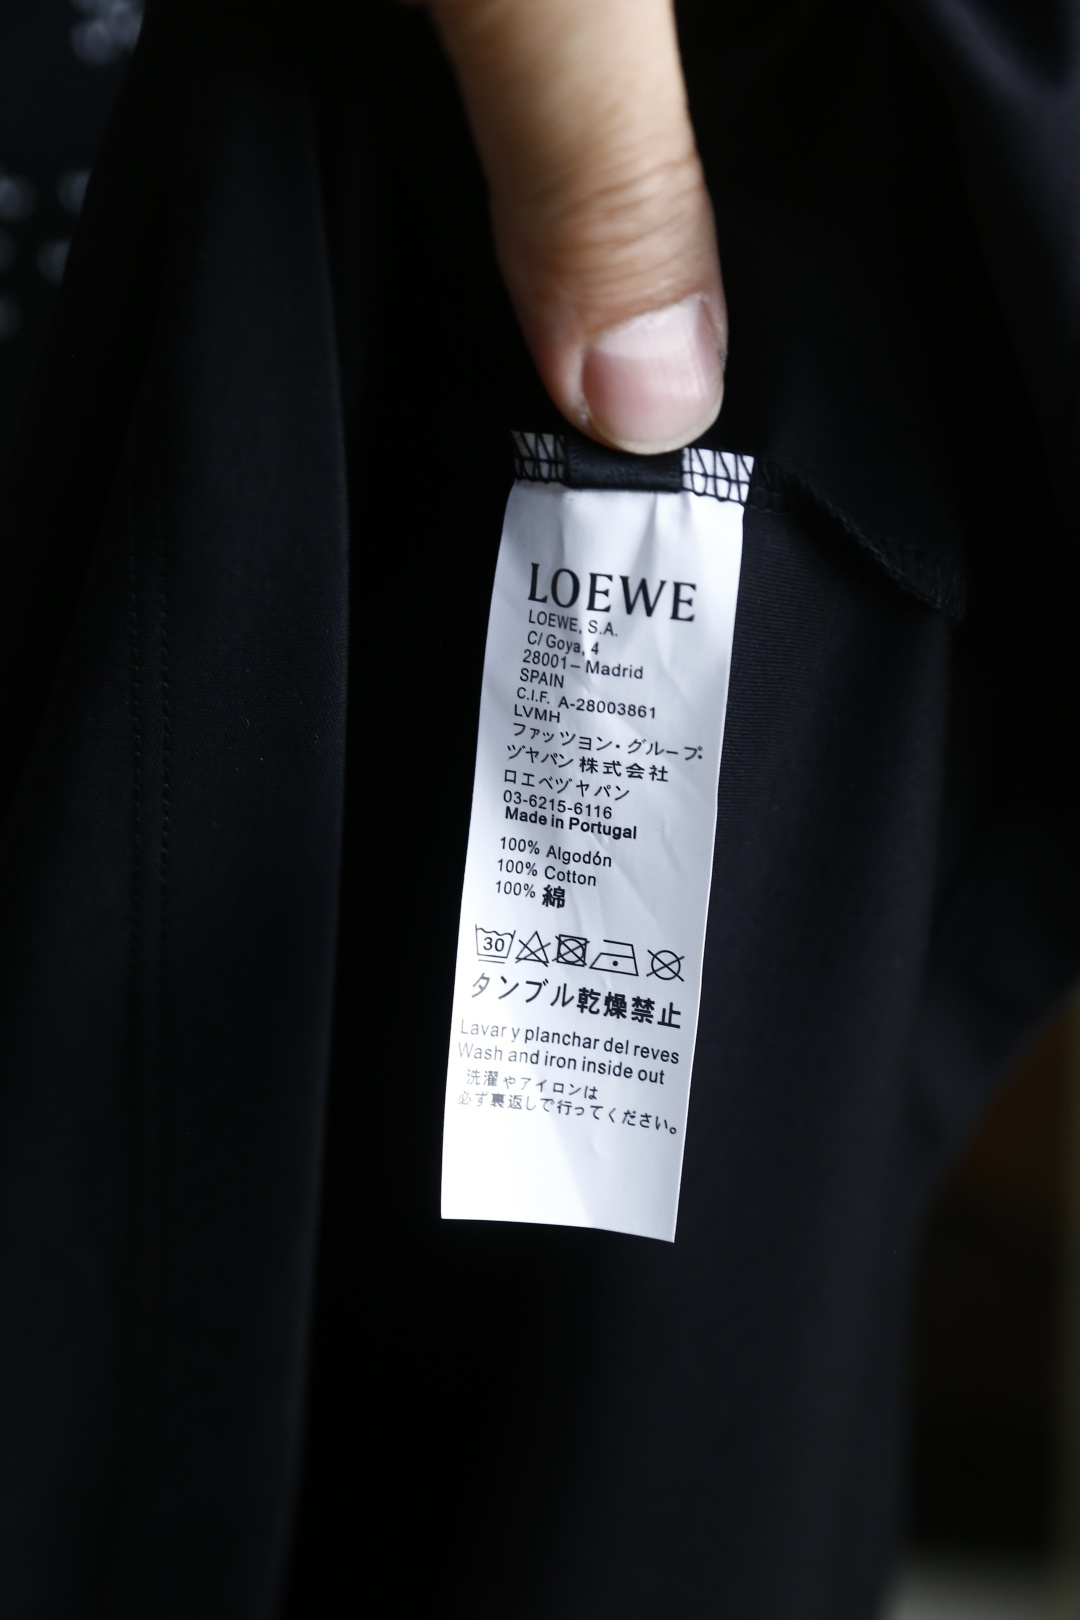 LOEWE
LOEWE, S.A.
C/ Goya, 4
28001– Madrid
SPAIN
C.I.F. A-28003861
LVMH
ファッツョン・グループ
ヅャパン 株式会社
ロエベヅャパン
03-6215-6116
Made in Portugal
100% Algodón
100% Cotton
100% 綿
30
タンブル乾燥禁止
Lavar y planchar del reves
Wash and iron inside out
洗濯やアイロンは
必ず裏返しで行ってください。